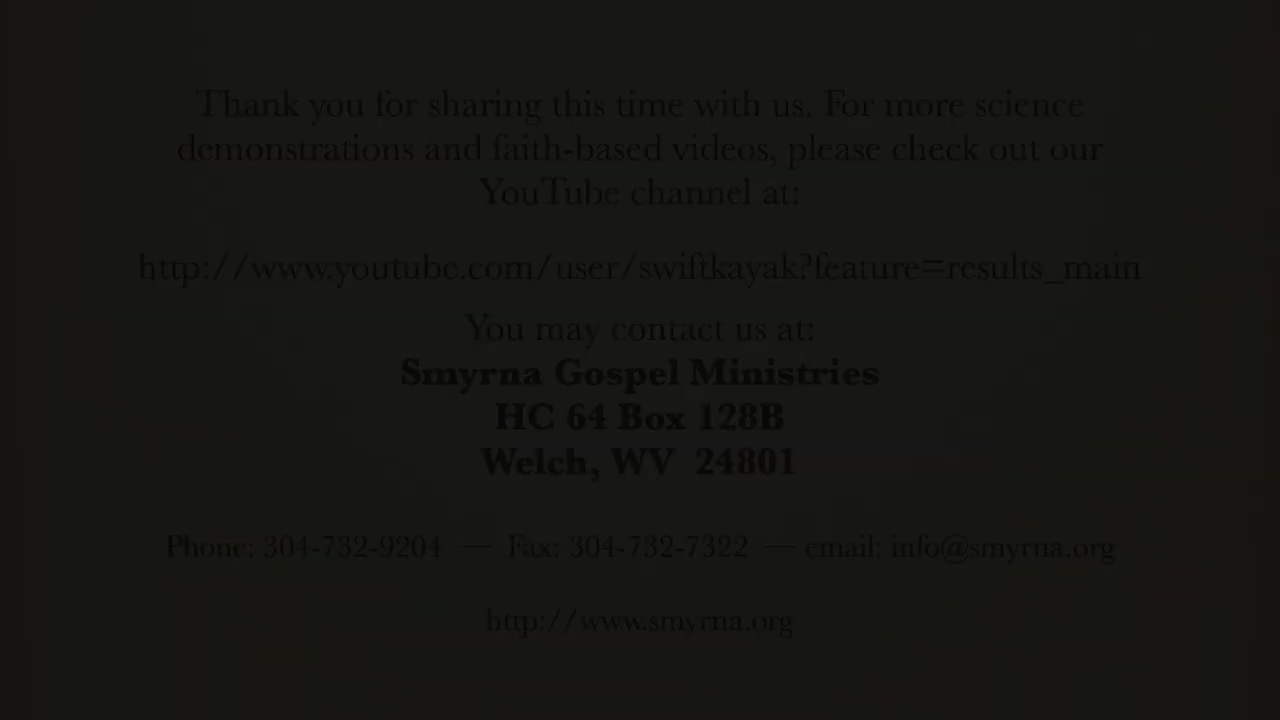 Thank you for sharing this time with us. For more science
demonstrations and faith-based videos, please check out our
YouTube channel at:
http://www.youtube.com/user/swiftkayak?feature=results_main
You may contact us at:
Smyrna Gospel Ministries
HC 64 Box 128B
Welch, WV  24801
Phone: 304-732-9204 — Fax: 304-732-7322 — email: info@smyrna.org
http://www.smyrna.org